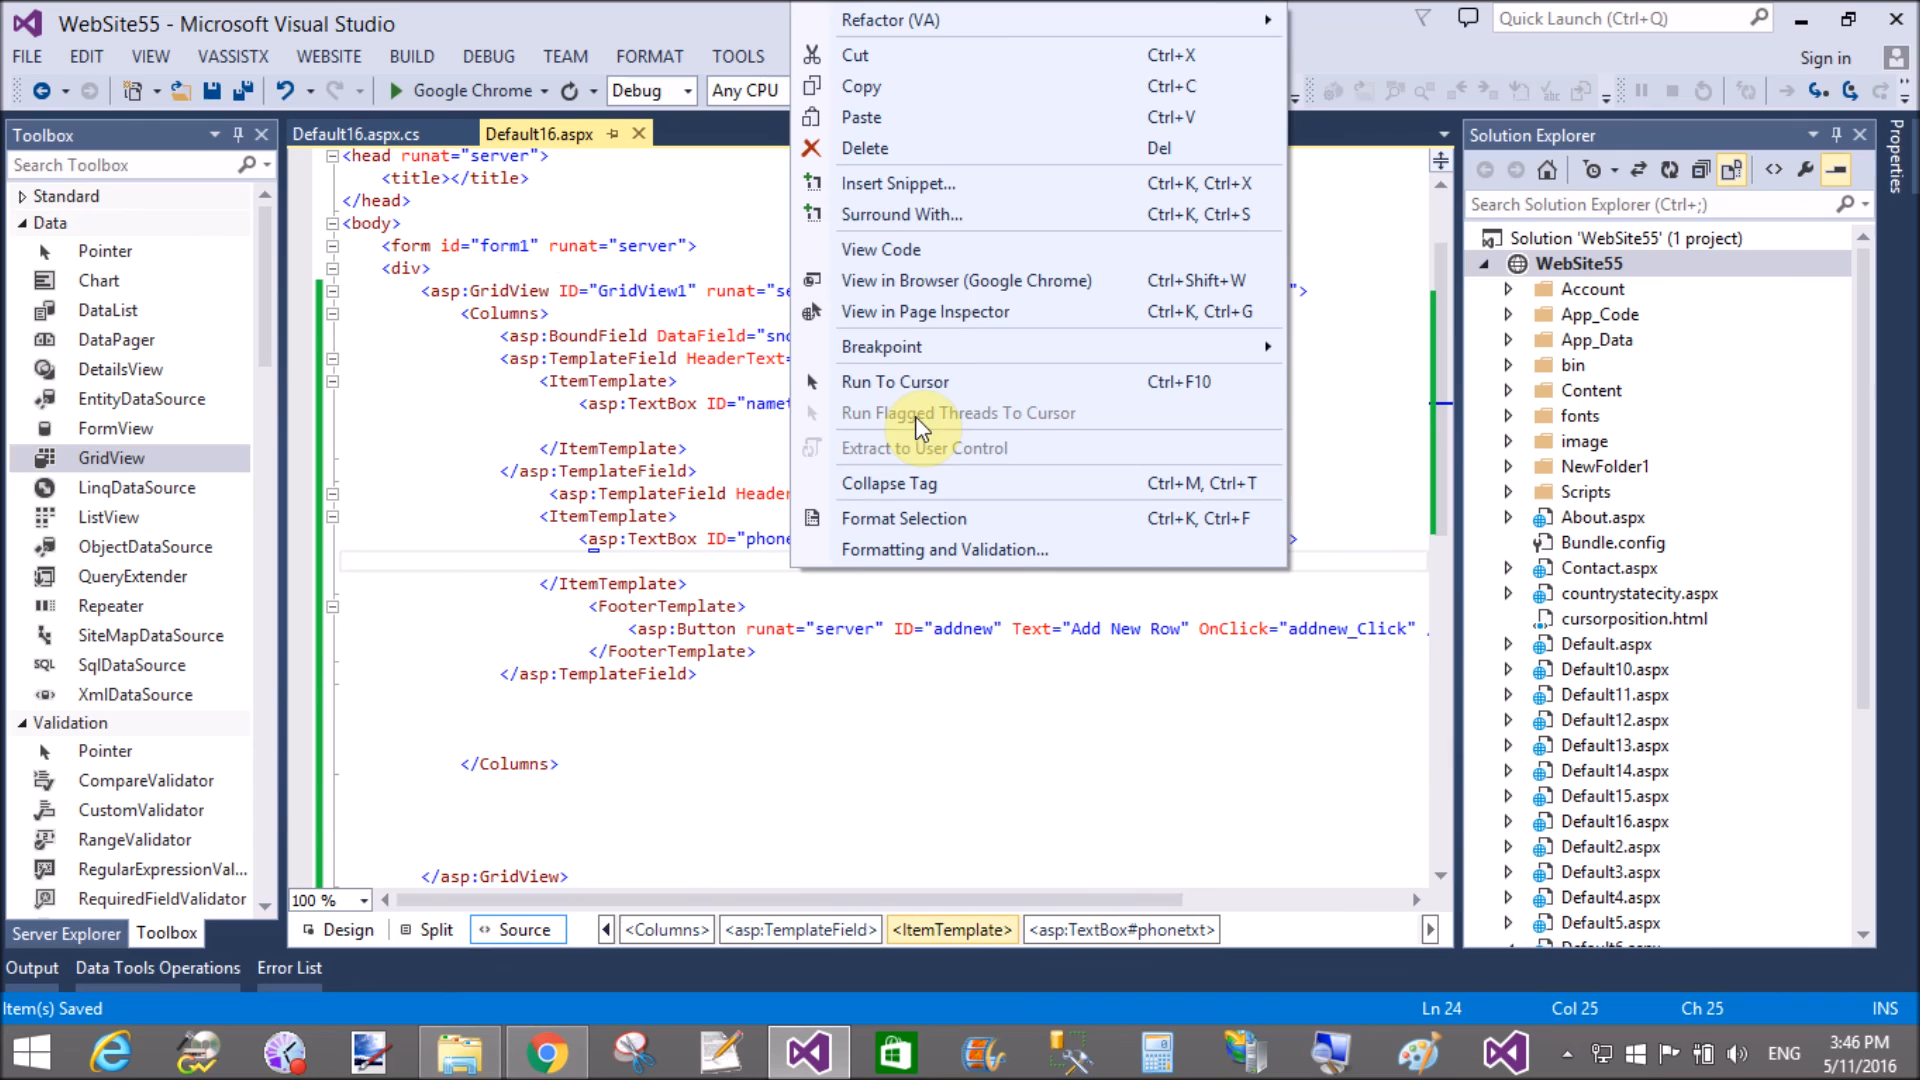 WebSite55 - Microsoft Visual Studio
Quick Launch (Ctrl+Q)
FILE EDIT VIEW VASSISTX WEBSITE BUILD DEBUG TEAM FORMAT TOOLS
Sign in
Google Chrome Debug Any CPU
Toolbox
Search Toolbox
Standard
Data
Pointer
Chart
DataList
DataPager
DetailsView
EntityDataSource
FormView
GridView
LinqDataSource
ListView
ObjectDataSource
QueryExtender
Repeater
SiteMapDataSource
SQL SqlDataSource
XmlDataSource
Validation
Pointer
CompareValidator
CustomValidator
RangeValidator
RegularExpressionVal...
RequiredFieldValidator
Server Explorer Toolbox
Default16.aspx.cs Default16.aspx
<head runat="server">
<title></title>
</head>
<body>
<form id="form1" runat="server">
<div>
<asp:GridView ID="GridView1" runat="se
">
<Columns>
<asp:BoundField DataField="sno
<asp:TemplateField HeaderText=
<ItemTemplate>
<asp:TextBox ID="namet
</ItemTemplate>
</asp:TemplateField>
<asp:TemplateField Header
<ItemTemplate>
<asp:TextBox ID="phone
>
</ItemTemplate>
<FooterTemplate>
<asp:Button runat="server" ID="addnew" Text="Add New Row" OnClick="addnew_Click" /
</FooterTemplate>
</asp:TemplateField>
</Columns>
</asp:GridView>
100 %
Design Split Source <Columns> <asp:TemplateField> <ItemTemplate> <asp:TextBox#phonetxt>
Refactor (VA)
Cut Ctrl+X
Copy Ctrl+C
Paste Ctrl+V
Delete Del
Insert Snippet... Ctrl+K, Ctrl+X
Surround With... Ctrl+K, Ctrl+S
View Code
View in Browser (Google Chrome) Ctrl+Shift+W
View in Page Inspector Ctrl+K, Ctrl+G
Breakpoint
Run To Cursor Ctrl+F10
Run Flagged Threads To Cursor
Extract to User Control
Collapse Tag Ctrl+M, Ctrl+T
Format Selection Ctrl+K, Ctrl+F
Formatting and Validation...
Solution Explorer
Search Solution Explorer (Ctrl+;)
Solution 'WebSite55' (1 project)
WebSite55
Account
App_Code
App_Data
bin
Content
fonts
image
NewFolder1
Scripts
About.aspx
Bundle.config
Contact.aspx
countrystatecity.aspx
cursorposition.html
Default.aspx
Default10.aspx
Default11.aspx
Default12.aspx
Default13.aspx
Default14.aspx
Default15.aspx
Default16.aspx
Default2.aspx
Default3.aspx
Default4.aspx
Default5.aspx
Default6.aspx
Properties
Output Data Tools Operations Error List
Item(s) Saved Ln 24 Col 25 Ch 25 INS
ENG
3:46 PM
5/11/2016